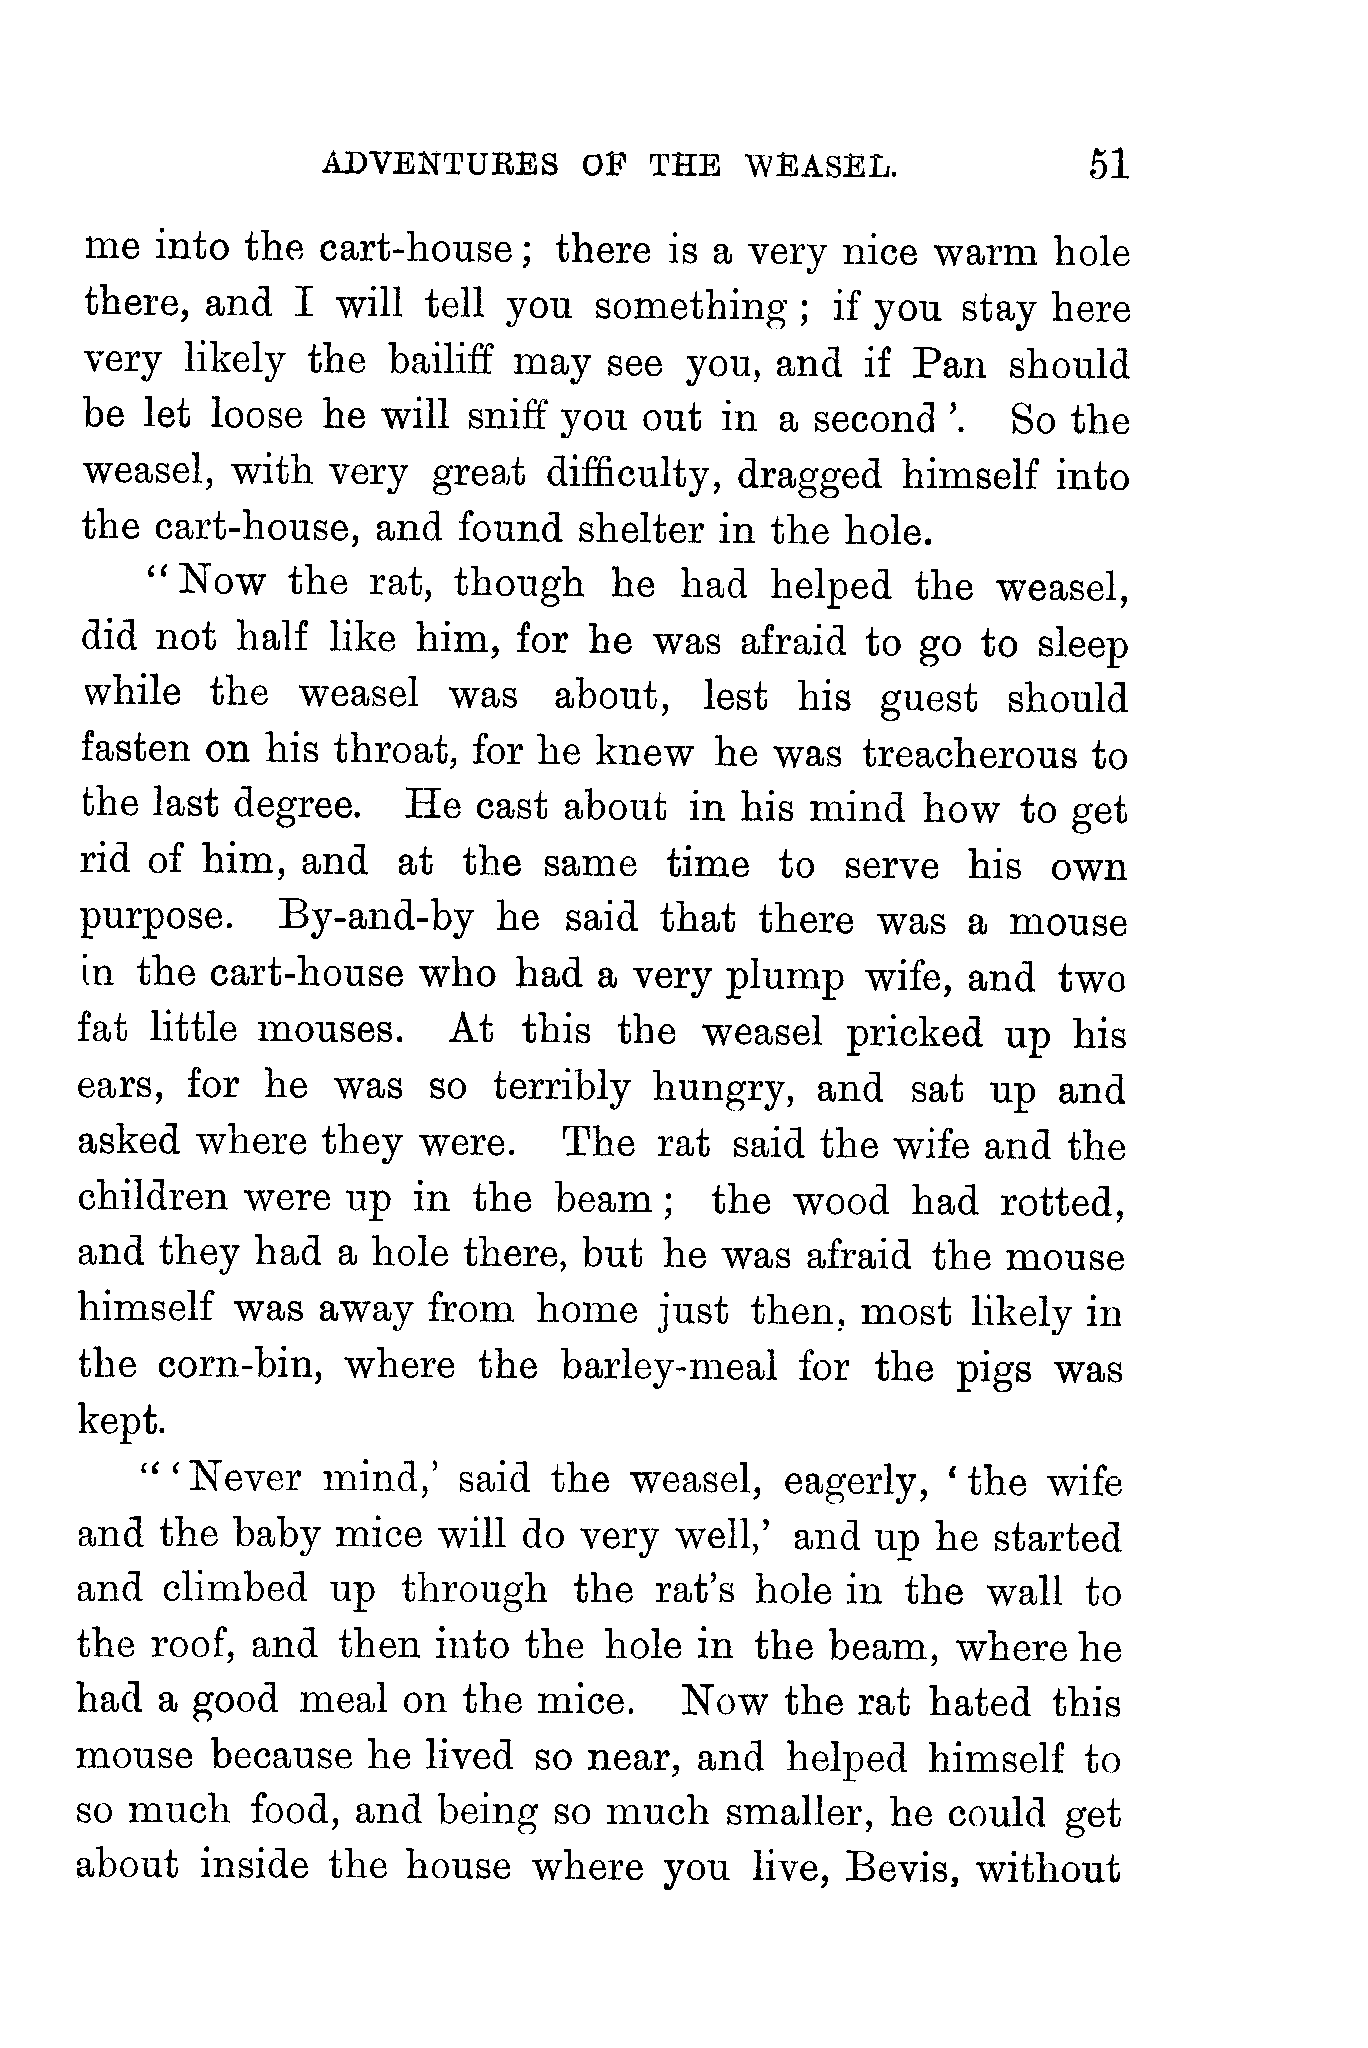 ADVENTURES OF THE WEASEL. 51
me into the cart-house; there is a very nice warm hole
there, and I will tell you something; if you stay here
very likely the bailiff may see you, and if Pan should
be let loose he will sniff you out in a second'. So the
weasel, with very great difficulty, dragged himself into
the cart-house, and found shelter in the hole.
"Now the rat, though he had helped the weasel,
did not half like him, for he was afraid to go to sleep
while the weasel was about, lest his guest should
fasten on his throat, for he knew he was treacherous to
the last degree. He cast about in his mind how to get
rid of him, and at the same time to serve his own
purpose. By-and-by he said that there was a mouse
in the cart-house who had a very plump wife, and two
fat little mouses. At this the weasel pricked up his
ears, for he was so terribly hungry, and sat up and
asked where they were. The rat said the wife and the
children were up in the beam; the wood had rotted,
and they had a hole there, but he was afraid the mouse
himself was away from home just then, most likely in
the corn-bin, where the barley-meal for the pigs was
kept.
"'Never mind,' said the weasel, eagerly, 'the wife
and the baby mice will do very well,' and up he started
and climbed up through the rat's hole in the wall to
the roof, and then into the hole in the beam, where he
had a good meal on the mice. Now the rat hated this
mouse because he lived so near, and helped himself to
so much food, and being so much smaller, he could get
about inside the house where you live, Bevis, without